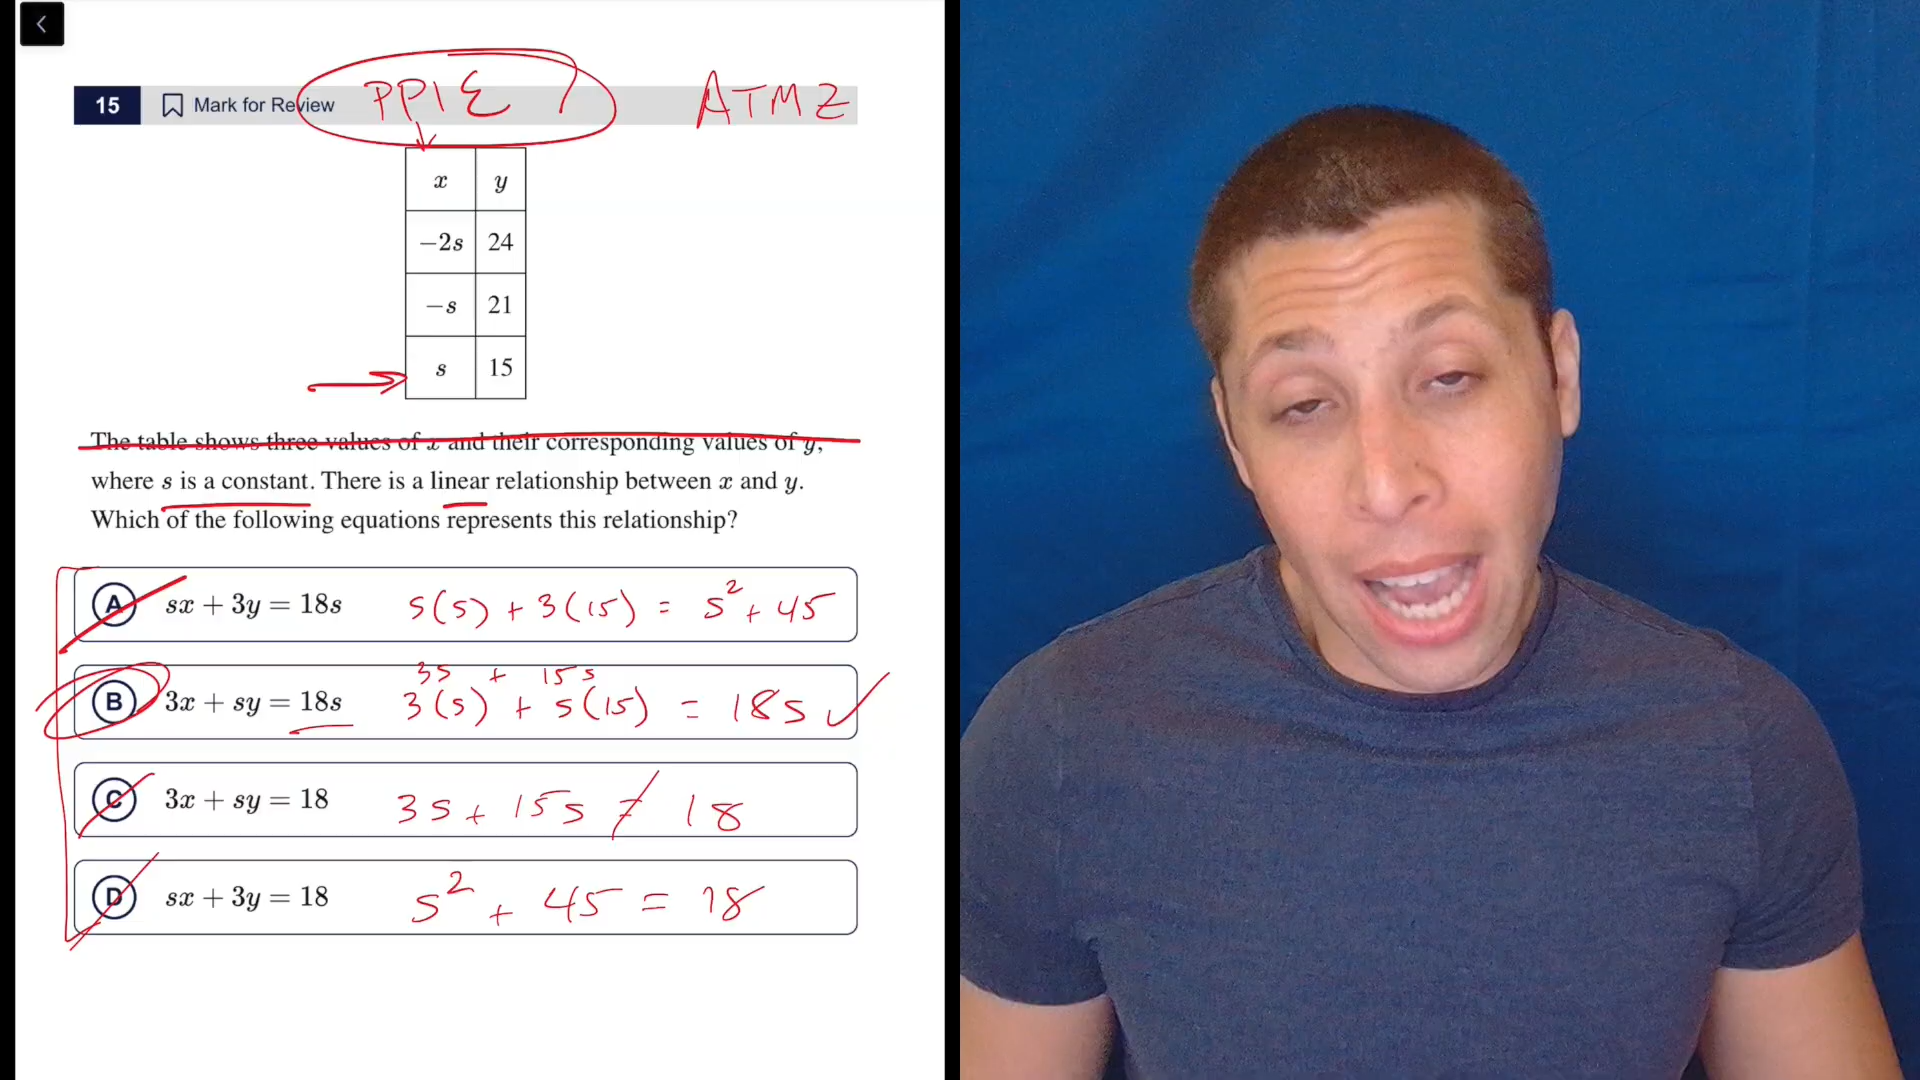 PPIE ATMZ
15 Mark for Review
x y
−2s 24
−s 21
s 15
The table shows three values of x and their corresponding values of y,
where s is a constant. There is a linear relationship between x and y.
Which of the following equations represents this relationship?
A sx + 3y = 18s s(s) + 3(15) = s² + 45
3s + 15s
B 3x + sy = 18s 3(s) + s(15) = 18s ✓
C 3x + sy = 18 3s + 15s ≠ 18
D sx + 3y = 18 s² + 45 = 18